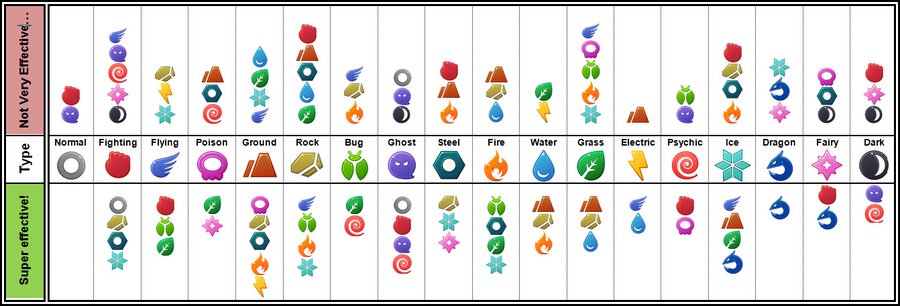 Not Very Effective...
Type
Normal Fighting Flying Poison Ground Rock Bug Ghost Steel Fire Water Grass Electric Psychic Ice Dragon Fairy Dark
Super effective!